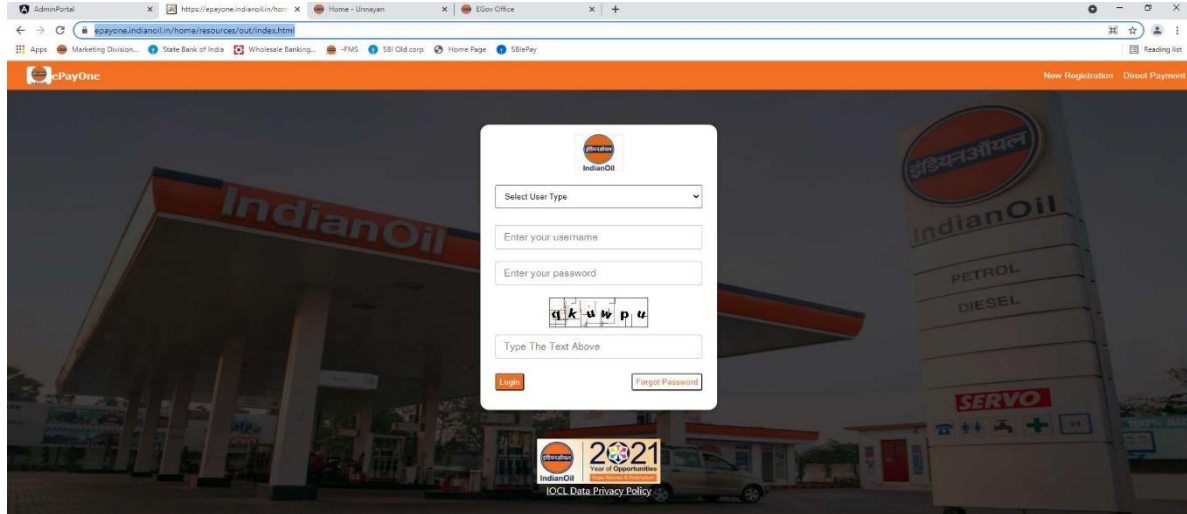 AdminPortal
https://epayone.indianoil.in/hom
Home - Unnayan
EGov Office
epayone.indianoil.in/home/resources/out/index.html
Apps
Marketing Division...
State Bank of India
Wholesale Banking...
-FMS
SBI Old corp
Home Page
SBIePay
Reading list
ePayOne
New Registration
Direct Payment
इंडियनऑयल
IndianOil
Select User Type
Enter your username
Enter your password
Type The Text Above
Login
Forgot Password
IndianOil
इंडियनऑयल
IndianOil
PETROL
DIESEL
SERVO
24
इंडियनऑयल
IndianOil
2021
Year of Opportunities
IOCL Data Privacy Policy